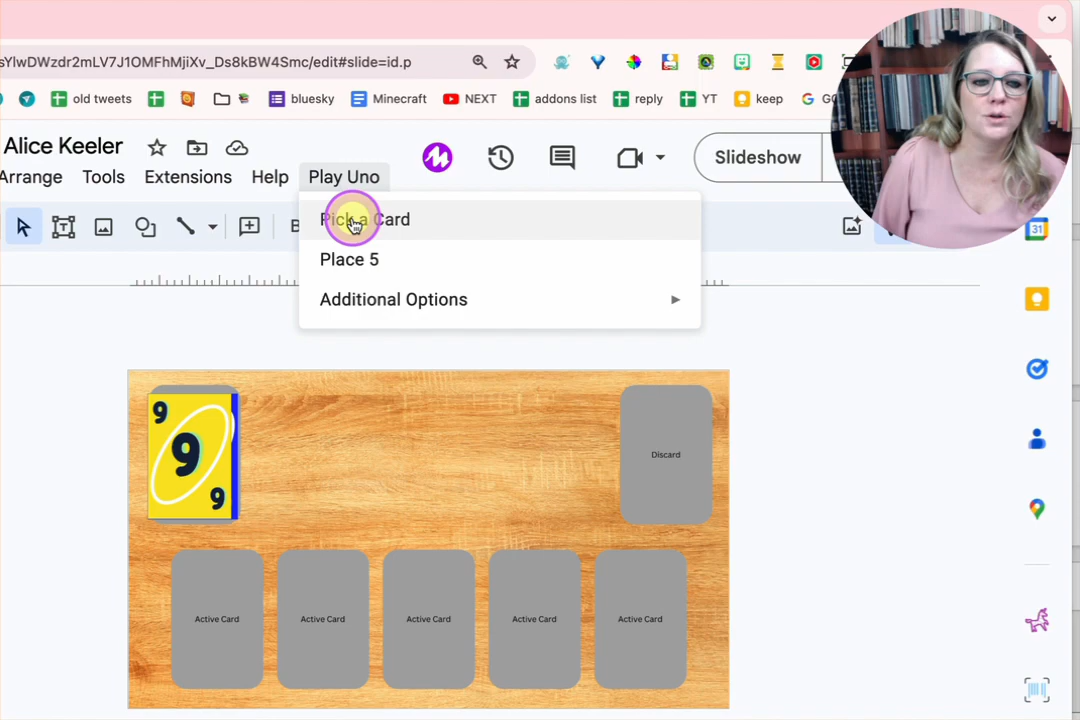 sYlwDWzdr2mLV7J1OFMhMjiXv_Ds8kBW4Smc/edit#slide=id.p
old tweets
bluesky
Minecraft
NEXT
addons list
reply
YT
keep
Alice Keeler
Slideshow
Arrange
Tools
Extensions
Help
Play Uno
Pick a Card
Place 5
Additional Options
31
9
9
9
Discard
Active Card
Active Card
Active Card
Active Card
Active Card